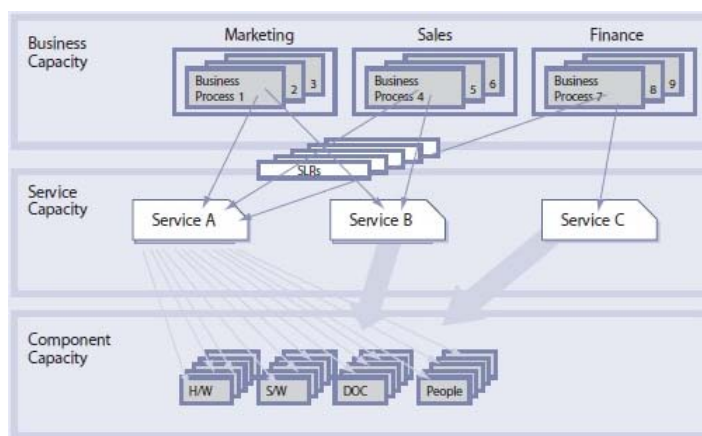 Business
Capacity
Marketing
Sales
Finance
Business
Process 1
2
3
Business
Process 4
5
6
Business
Process 7
8
9
SLRs
Service
Capacity
Service A
Service B
Service C
Component
Capacity
H/W
S/W
DOC
People